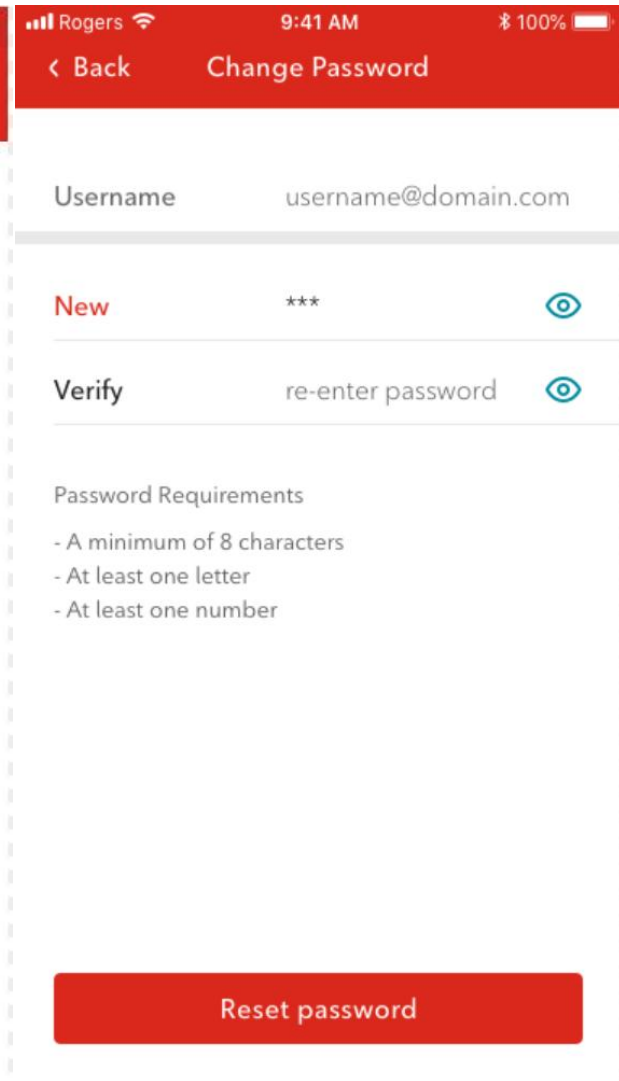 Rogers 9:41 AM 100%
< Back Change Password
Username username@domain.com
New ***
Verify re-enter password
Password Requirements
- A minimum of 8 characters
- At least one letter
- At least one number
Reset password